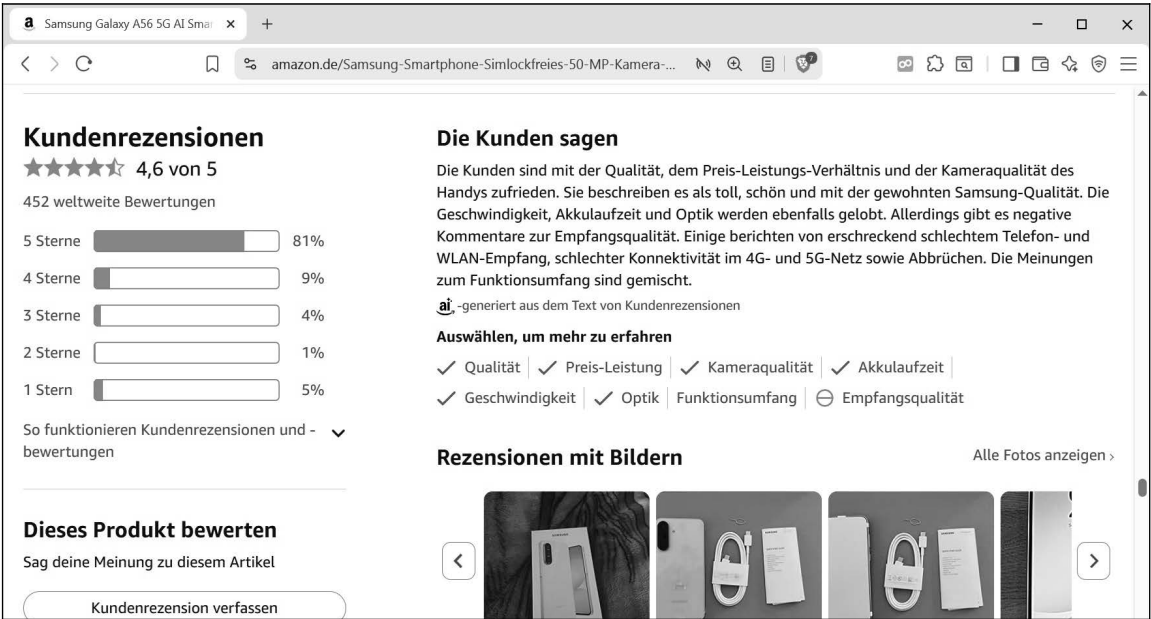 Samsung Galaxy A56 5G AI Smar
amazon.de/Samsung-Smartphone-Simlockfreies-50-MP-Kamera-...
Kundenrezensionen
4,6 von 5
452 weltweite Bewertungen
5 Sterne 81%
4 Sterne 9%
3 Sterne 4%
2 Sterne 1%
1 Stern 5%
So funktionieren Kundenrezensionen und -
bewertungen
Dieses Produkt bewerten
Sag deine Meinung zu diesem Artikel
Kundenrezension verfassen
Die Kunden sagen
Die Kunden sind mit der Qualität, dem Preis-Leistungs-Verhältnis und der Kameraqualität des
Handys zufrieden. Sie beschreiben es als toll, schön und mit der gewohnten Samsung-Qualität. Die
Geschwindigkeit, Akkulaufzeit und Optik werden ebenfalls gelobt. Allerdings gibt es negative
Kommentare zur Empfangsqualität. Einige berichten von erschreckend schlechtem Telefon- und
WLAN-Empfang, schlechter Konnektivität im 4G- und 5G-Netz sowie Abbrüchen. Die Meinungen
zum Funktionsumfang sind gemischt.
ai -generiert aus dem Text von Kundenrezensionen
Auswählen, um mehr zu erfahren
Qualität Preis-Leistung Kameraqualität Akkulaufzeit
Geschwindigkeit Optik Funktionsumfang Empfangsqualität
Rezensionen mit Bildern
Alle Fotos anzeigen ›